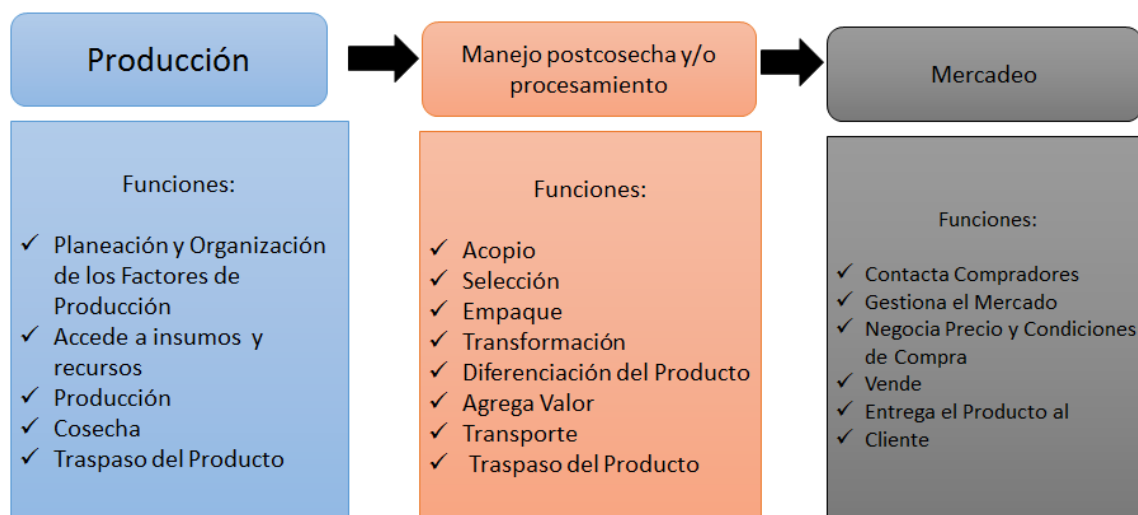 Producción
Funciones:
✓ Planeación y Organización
de los Factores de
Producción
✓ Accede a insumos y
recursos
✓ Producción
✓ Cosecha
✓ Traspaso del Producto
Manejo postcosecha y/o
procesamiento
Funciones:
✓ Acopio
✓ Selección
✓ Empaque
✓ Transformación
✓ Diferenciación del Producto
✓ Agrega Valor
✓ Transporte
✓ Traspaso del Producto
Mercadeo
Funciones:
✓ Contacta Compradores
✓ Gestiona el Mercado
✓ Negocia Precio y Condiciones
de Compra
✓ Vende
✓ Entrega el Producto al
✓ Cliente